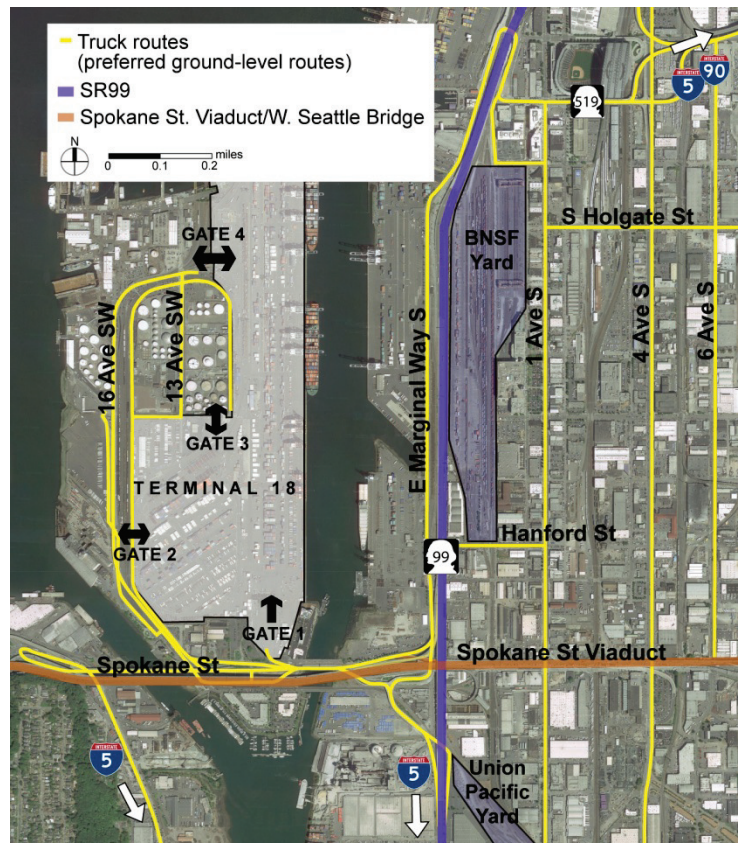 Truck routes
(preferred ground-level routes)
SR99
Spokane St. Viaduct/W. Seattle Bridge
N
miles
0 0.1 0.2
INTERSTATE
5
INTERSTATE
90
519
S Holgate St
GATE 4
BNSF
Yard
16 Ave SW
13 Ave SW
E Marginal Way S
1 Ave S
4 Ave S
6 Ave S
GATE 3
TERMINAL 18
GATE 2
Hanford St
99
GATE 1
Spokane St
Spokane St Viaduct
INTERSTATE
5
INTERSTATE
5
Union
Pacific
Yard